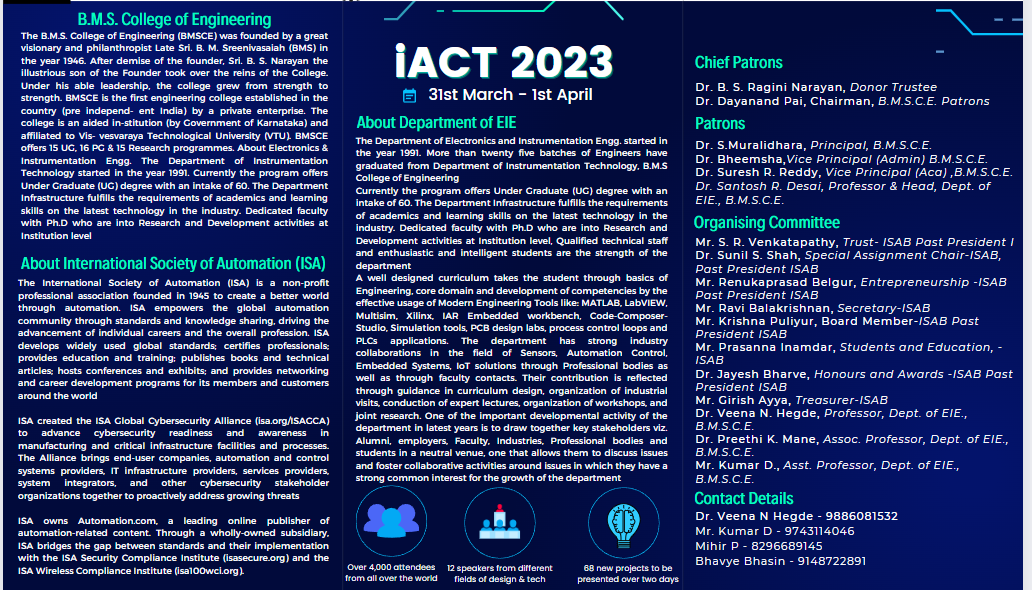 B.M.S. College of Engineering
The B.M.S. College of Engineering (BMSCE) was founded by a great
visionary and philanthropist Late Sri. B. M. Sreenivasaiah (BMS) in
the year 1946. After demise of the founder, Sri. B. S. Narayan the
illustrious son of the Founder took over the reins of the College.
Under his able leadership, the college grew from strength to
strength. BMSCE is the first engineering college established in the
country (pre independ- ent India) by a private enterprise. The
college is an aided in-stitution (by Government of Karnataka) and
affiliated to Vis- vesvaraya Technological University (VTU). BMSCE
offers 15 UG, 16 PG & 15 Research programmes. About Electronics &
Instrumentation Engg. The Department of Instrumentation
Technology started in the year 1991. Currently the program offers
Under Graduate (UG) degree with an intake of 60. The Department
Infrastructure fulfills the requirements of academics and learning
skills on the latest technology in the industry. Dedicated faculty
with Ph.D who are into Research and Development activities at
Institution level
About International Society of Automation (ISA)
The International Society of Automation (ISA) is a non-profit
professional association founded in 1945 to create a better world
through automation. ISA empowers the global automation
community through standards and knowledge sharing, driving the
advancement of individual careers and the overall profession. ISA
develops widely used global standards; certifies professionals;
provides education and training; publishes books and technical
articles; hosts conferences and exhibits; and provides networking
and career development programs for its members and customers
around the world
ISA created the ISA Global Cybersecurity Alliance (isa.org/ISAGCA)
to advance cybersecurity readiness and awareness in
manufacturing and critical infrastructure facilities and processes.
The Alliance brings end-user companies, automation and control
systems providers, IT infrastructure providers, services providers,
system integrators, and other cybersecurity stakeholder
organizations together to proactively address growing threats
ISA owns Automation.com, a leading online publisher of
automation-related content. Through a wholly-owned subsidiary,
ISA bridges the gap between standards and their implementation
with the ISA Security Compliance Institute (isasecure.org) and the
ISA Wireless Compliance Institute (isa100wci.org).
iACT 2023
31st March - 1st April
About Department of EIE
The Department of Electronics and Instrumentation Engg. started in
the year 1991. More than twenty five batches of Engineers have
graduated from Department of Instrumentation Technology, B.M.S
College of Engineering
Currently the program offers Under Graduate (UG) degree with an
intake of 60. The Department Infrastructure fulfills the requirements
of academics and learning skills on the latest technology in the
industry. Dedicated faculty with Ph.D who are into Research and
Development activities at Institution level, Qualified technical staff
and enthusiastic and intelligent students are the strength of the
department
A well designed curriculum takes the student through basics of
Engineering, core domain and development of competencies by the
effective usage of Modern Engineering Tools like: MATLAB, LabVIEW,
Multisim, Xilinx, IAR Embedded workbench, Code-Composer-
Studio, Simulation tools, PCB design labs, process control loops and
PLCs applications. The department has strong industry
collaborations in the field of Sensors, Automation Control,
Embedded Systems, IoT solutions through Professional bodies as
well as through faculty contacts. Their contribution is reflected
through guidance in curriculum design, organization of industrial
visits, conduction of expert lectures, organization of workshops, and
joint research. One of the important developmental activity of the
department in latest years is to draw together key stakeholders viz.
Alumni, employers, Faculty, Industries, Professional bodies and
students in a neutral venue, one that allows them to discuss issues
and foster collaborative activities around issues in which they have a
strong common interest for the growth of the department
Over 4,000 attendees
from all over the world
12 speakers from different
fields of design & tech
68 new projects to be
presented over two days
Chief Patrons
Dr. B. S. Ragini Narayan, Donor Trustee
Dr. Dayanand Pai, Chairman, B.M.S.C.E. Patrons
Patrons
Dr. S.Muralidhara, Principal, B.M.S.C.E.
Dr. Bheemsha,Vice Principal (Admin) B.M.S.C.E.
Dr. Suresh R. Reddy, Vice Principal (Aca) ,B.M.S.C.E.
Dr. Santosh R. Desai, Professor & Head, Dept. of
EIE., B.M.S.C.E.
Organising Committee
Mr. S. R. Venkatapathy, Trust- ISAB Past President I
Dr. Sunil S. Shah, Special Assignment Chair-ISAB,
Past President ISAB
Mr. Renukaprasad Belgur, Entrepreneurship -ISAB
Past President ISAB
Mr. Ravi Balakrishnan, Secretary-ISAB
Mr. Krishna Puliyur, Board Member-ISAB Past
President ISAB
Mr. Prasanna Inamdar, Students and Education, -
ISAB
Dr. Jayesh Bharve, Honours and Awards -ISAB Past
President ISAB
Mr. Girish Ayya, Treasurer-ISAB
Dr. Veena N. Hegde, Professor, Dept. of EIE.,
B.M.S.C.E.
Dr. Preethi K. Mane, Assoc. Professor, Dept. of EIE.,
B.M.S.C.E.
Mr. Kumar D., Asst. Professor, Dept. of EIE.,
B.M.S.C.E.
Contact Details
Dr. Veena N Hegde - 9886081532
Mr. Kumar D - 9743114046
Mihir P - 8296689145
Bhavye Bhasin - 9148722891